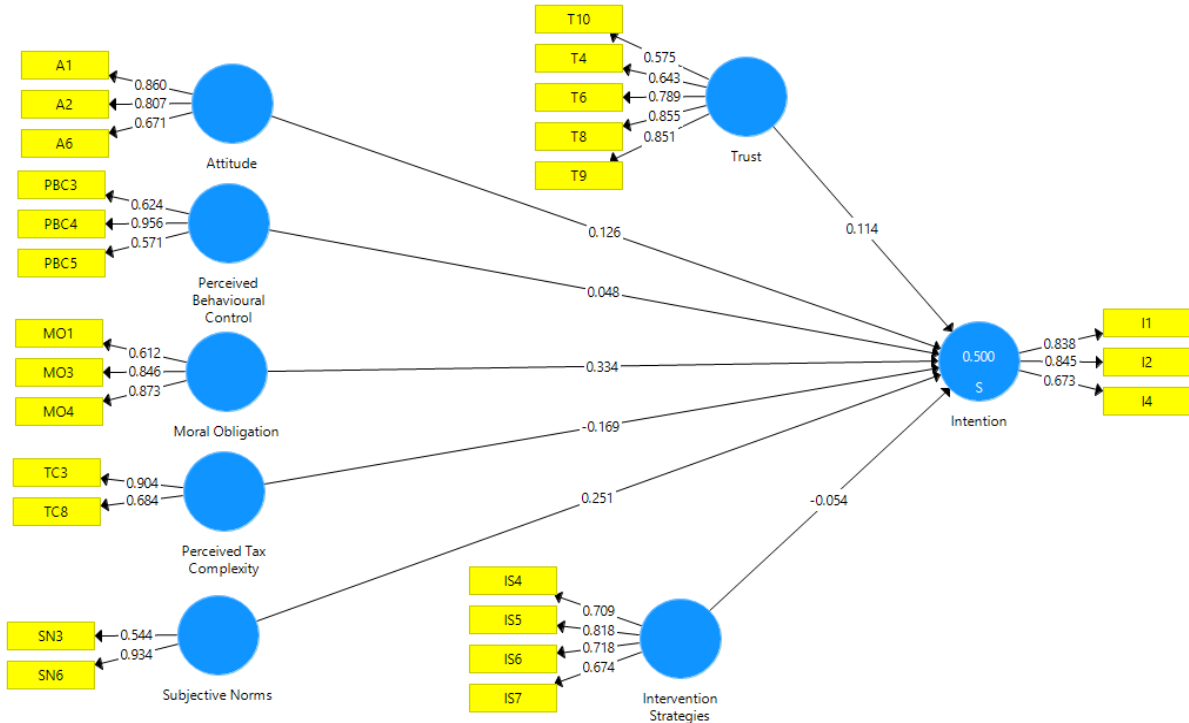 T10
T4
T6
T8
T9
0.575
0.643
0.789
0.855
0.851
Trust
A1
A2
A6
0.860
0.807
0.671
Attitude
PBC3
PBC4
PBC5
0.624
0.956
0.571
Perceived
Behavioural
Control
MO1
MO3
MO4
0.612
0.846
0.873
Moral Obligation
TC3
TC8
0.904
0.684
Perceived Tax
Complexity
SN3
SN6
0.544
0.934
Subjective Norms
IS4
IS5
IS6
IS7
0.709
0.818
0.718
0.674
Intervention
Strategies
0.126
0.048
0.334
-0.169
0.251
0.114
-0.054
0.500
S
Intention
0.838
0.845
0.673
I1
I2
I4